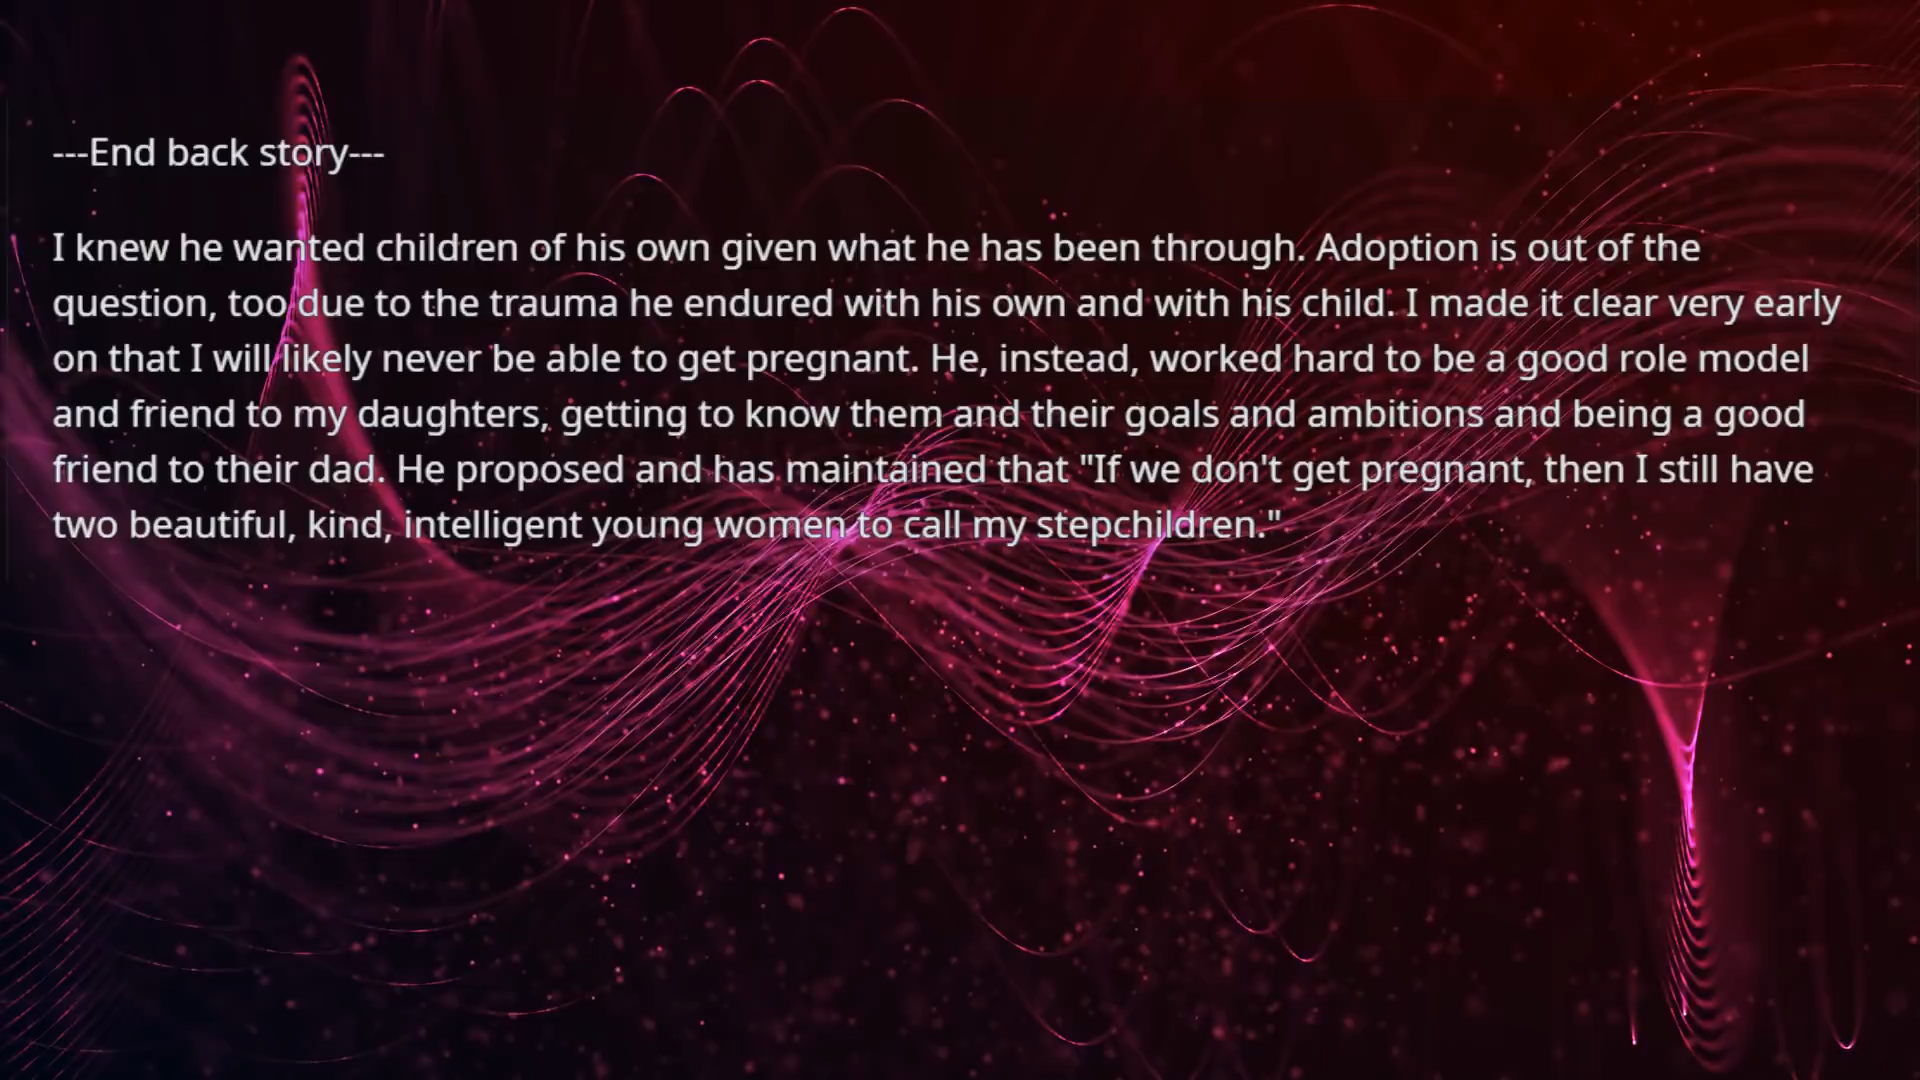 ---End back story---
I knew he wanted children of his own given what he has been through. Adoption is out of the
question, too due to the trauma he endured with his own and with his child. I made it clear very early
on that I will likely never be able to get pregnant. He, instead, worked hard to be a good role model
and friend to my daughters, getting to know them and their goals and ambitions and being a good
friend to their dad. He proposed and has maintained that "If we don't get pregnant, then I still have
two beautiful, kind, intelligent young women to call my stepchildren."